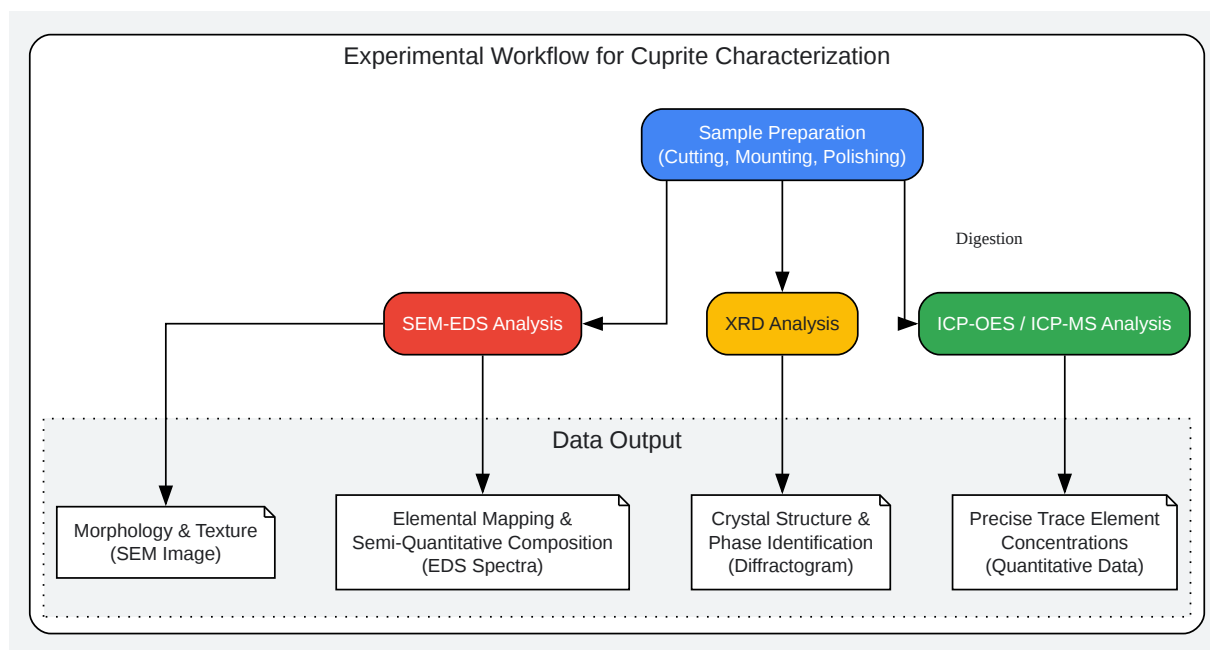 Experimental Workflow for Cuprite Characterization
Sample Preparation
(Cutting, Mounting, Polishing)
Digestion
SEM-EDS Analysis
XRD Analysis
ICP-OES / ICP-MS Analysis
Data Output
Morphology & Texture
(SEM Image)
Elemental Mapping &
Semi-Quantitative Composition
(EDS Spectra)
Crystal Structure &
Phase Identification
(Diffractogram)
Precise Trace Element
Concentrations
(Quantitative Data)